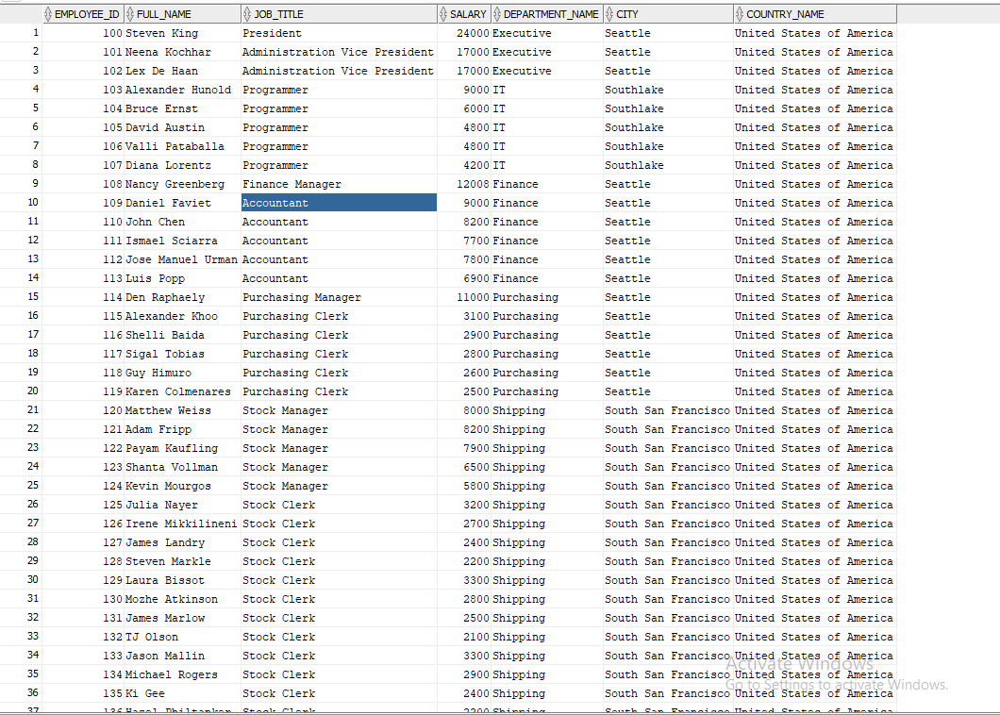 EMPLOYEE_ID FULL_NAME JOB_TITLE SALARY DEPARTMENT_NAME CITY COUNTRY_NAME
1 100 Steven King President 24000 Executive Seattle United States of America
2 101 Neena Kochhar Administration Vice President 17000 Executive Seattle United States of America
3 102 Lex De Haan Administration Vice President 17000 Executive Seattle United States of America
4 103 Alexander Hunold Programmer 9000 IT Southlake United States of America
5 104 Bruce Ernst Programmer 6000 IT Southlake United States of America
6 105 David Austin Programmer 4800 IT Southlake United States of America
7 106 Valli Pataballa Programmer 4800 IT Southlake United States of America
8 107 Diana Lorentz Programmer 4200 IT Southlake United States of America
9 108 Nancy Greenberg Finance Manager 12008 Finance Seattle United States of America
10 109 Daniel Faviet Accountant 9000 Finance Seattle United States of America
11 110 John Chen Accountant 8200 Finance Seattle United States of America
12 111 Ismael Sciarra Accountant 7700 Finance Seattle United States of America
13 112 Jose Manuel Urman Accountant 7800 Finance Seattle United States of America
14 113 Luis Popp Accountant 6900 Finance Seattle United States of America
15 114 Den Raphaely Purchasing Manager 11000 Purchasing Seattle United States of America
16 115 Alexander Khoo Purchasing Clerk 3100 Purchasing Seattle United States of America
17 116 Shelli Baida Purchasing Clerk 2900 Purchasing Seattle United States of America
18 117 Sigal Tobias Purchasing Clerk 2800 Purchasing Seattle United States of America
19 118 Guy Himuro Purchasing Clerk 2600 Purchasing Seattle United States of America
20 119 Karen Colmenares Purchasing Clerk 2500 Purchasing Seattle United States of America
21 120 Matthew Weiss Stock Manager 8000 Shipping South San Francisco United States of America
22 121 Adam Fripp Stock Manager 8200 Shipping South San Francisco United States of America
23 122 Payam Kaufling Stock Manager 7900 Shipping South San Francisco United States of America
24 123 Shanta Vollman Stock Manager 6500 Shipping South San Francisco United States of America
25 124 Kevin Mourgos Stock Manager 5800 Shipping South San Francisco United States of America
26 125 Julia Nayer Stock Clerk 3200 Shipping South San Francisco United States of America
27 126 Irene Mikkilineni Stock Clerk 2700 Shipping South San Francisco United States of America
28 127 James Landry Stock Clerk 2400 Shipping South San Francisco United States of America
29 128 Steven Markle Stock Clerk 2200 Shipping South San Francisco United States of America
30 129 Laura Bissot Stock Clerk 3300 Shipping South San Francisco United States of America
31 130 Mozhe Atkinson Stock Clerk 2800 Shipping South San Francisco United States of America
32 131 James Marlow Stock Clerk 2500 Shipping South San Francisco United States of America
33 132 TJ Olson Stock Clerk 2100 Shipping South San Francisco United States of America
34 133 Jason Mallin Stock Clerk 3300 Shipping South San Francisco United States of America
Activate Windows
35 134 Michael Rogers Stock Clerk 2900 Shipping South San Francisco United States of America
Go to Settings to activate Windows.
36 135 Ki Gee Stock Clerk 2400 Shipping South San Francisco United States of America
37 136 Hazel Philtanker Stock Clerk 2200 Shipping South San Francisco United States of America